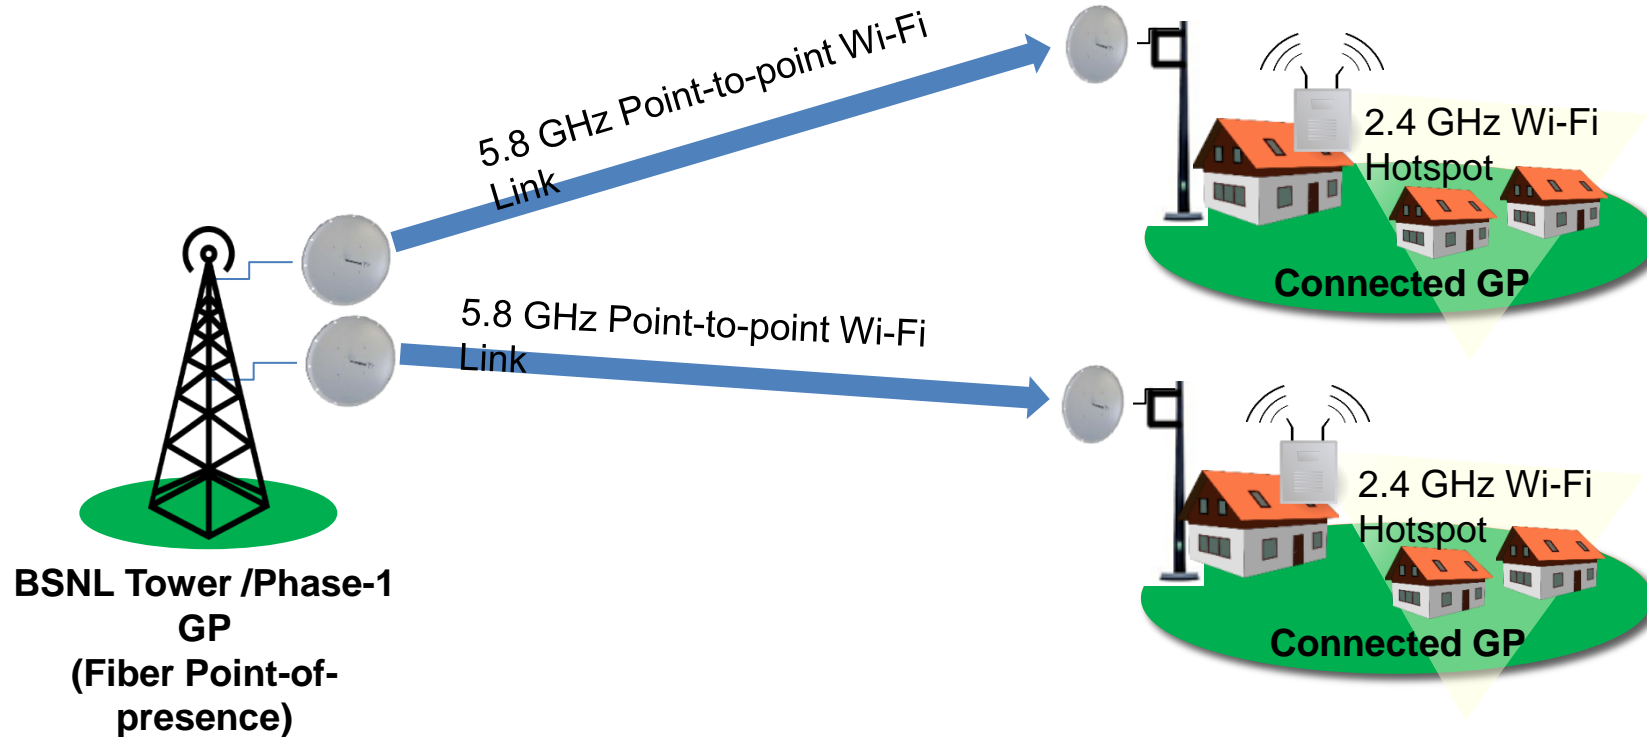 5.8 GHz Point-to-point Wi-Fi
Link
2.4 GHz Wi-Fi
Hotspot
Connected GP
5.8 GHz Point-to-point Wi-Fi
Link
2.4 GHz Wi-Fi
Hotspot
Connected GP
BSNL Tower /Phase-1
GP
(Fiber Point-of-
presence)